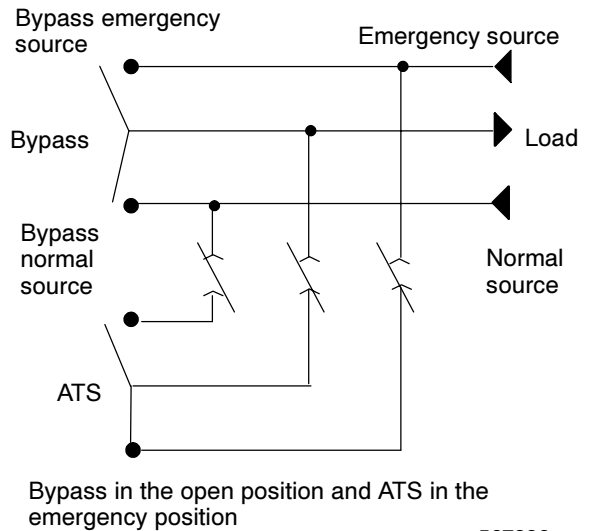 Bypass emergency
source
Emergency source
Bypass
Load
Bypass
normal
source
Normal
source
ATS
Bypass in the open position and ATS in the
emergency position